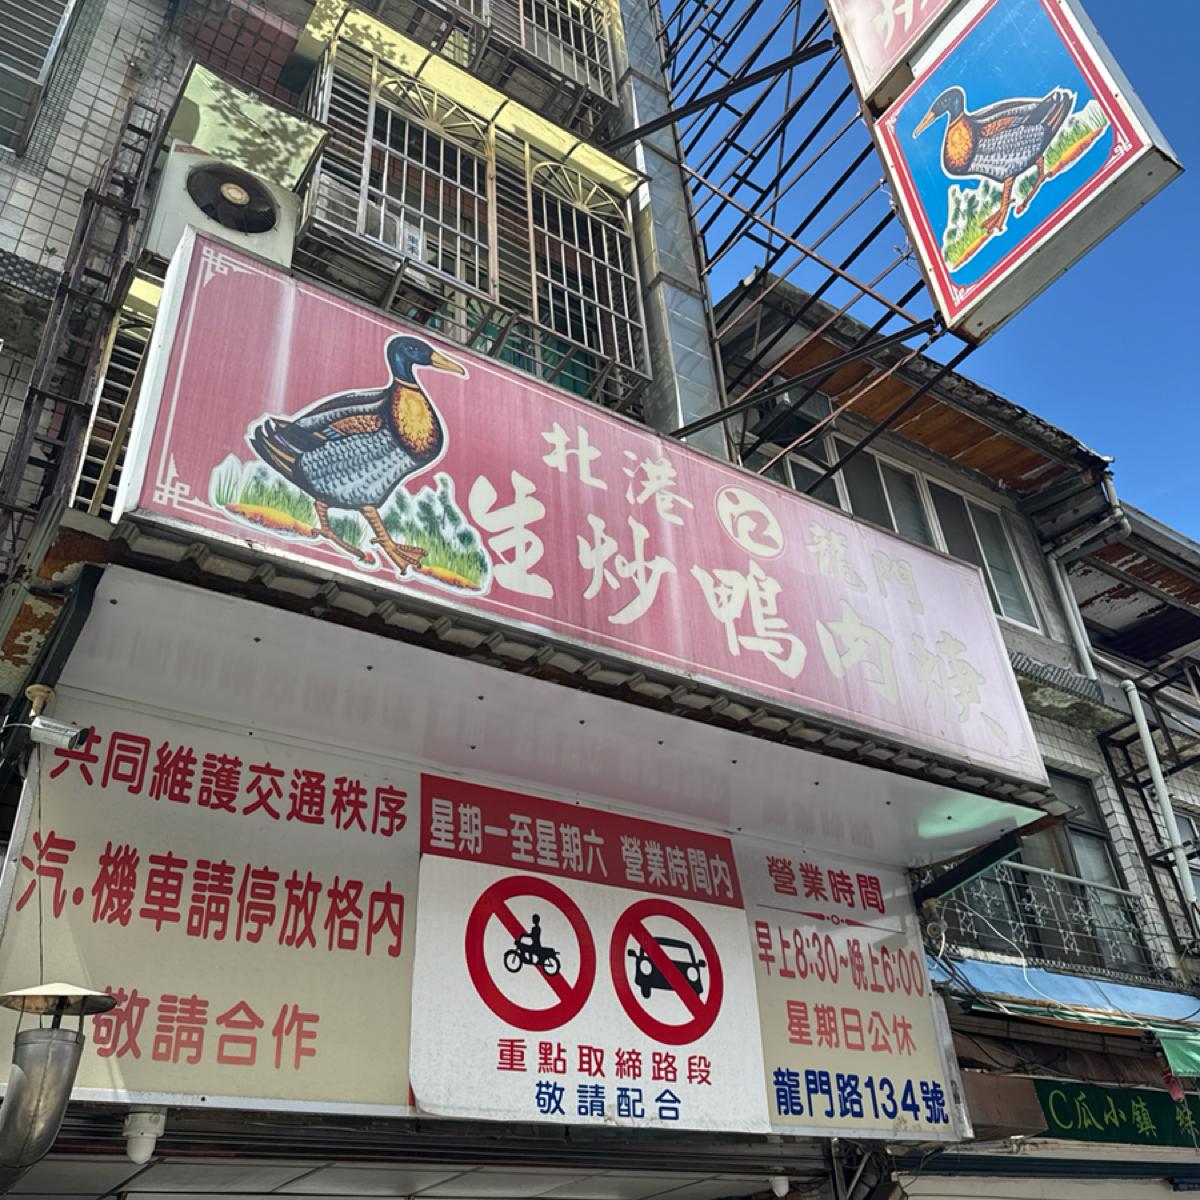 北港 龍門
生炒鴨肉焿
共同維護交通秩序
汽·機車請停放格內
敬請合作
星期一至星期六 營業時間內
重點取締路段
敬請配合
營業時間
早上8:30~晚上6:00
星期日公休
龍門路134號
C瓜小鎮